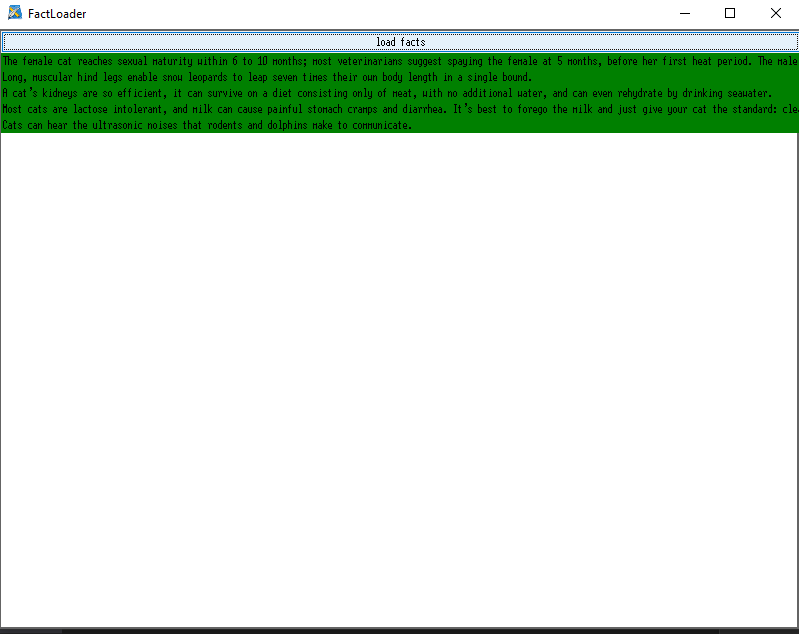 FactLoader
load facts
The female cat reaches sexual maturity within 6 to 10 months; most veterinarians suggest spaying the female at 5 months, before her first heat period. The male
Long, muscular hind legs enable snow leopards to leap seven times their own body length in a single bound.
A cat's kidneys are so efficient, it can survive on a diet consisting only of meat, with no additional water, and can even rehydrate by drinking seawater.
Most cats are lactose intolerant, and milk can cause painful stomach cramps and diarrhea. It's best to forego the milk and just give your cat the standard: clea
Cats can hear the ultrasonic noises that rodents and dolphins make to communicate.